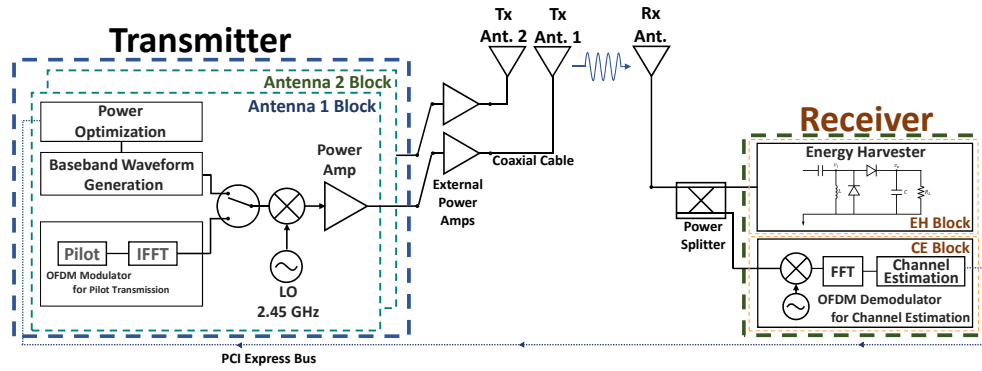 Transmitter
Antenna 2 Block
Antenna 1 Block
Power
Optimization
Baseband Waveform
Generation
Pilot
IFFT
OFDM Modulator
for Pilot Transmission
Power
Amp
LO
2.45 GHz
External
Power
Amps
Coaxial Cable
Tx
Ant. 2
Tx
Ant. 1
Rx
Ant.
Power
Splitter
Receiver
Energy Harvester
C
EH Block
CE Block
FFT
Channel
Estimation
OFDM Demodulator
for Channel Estimation
PCI Express Bus